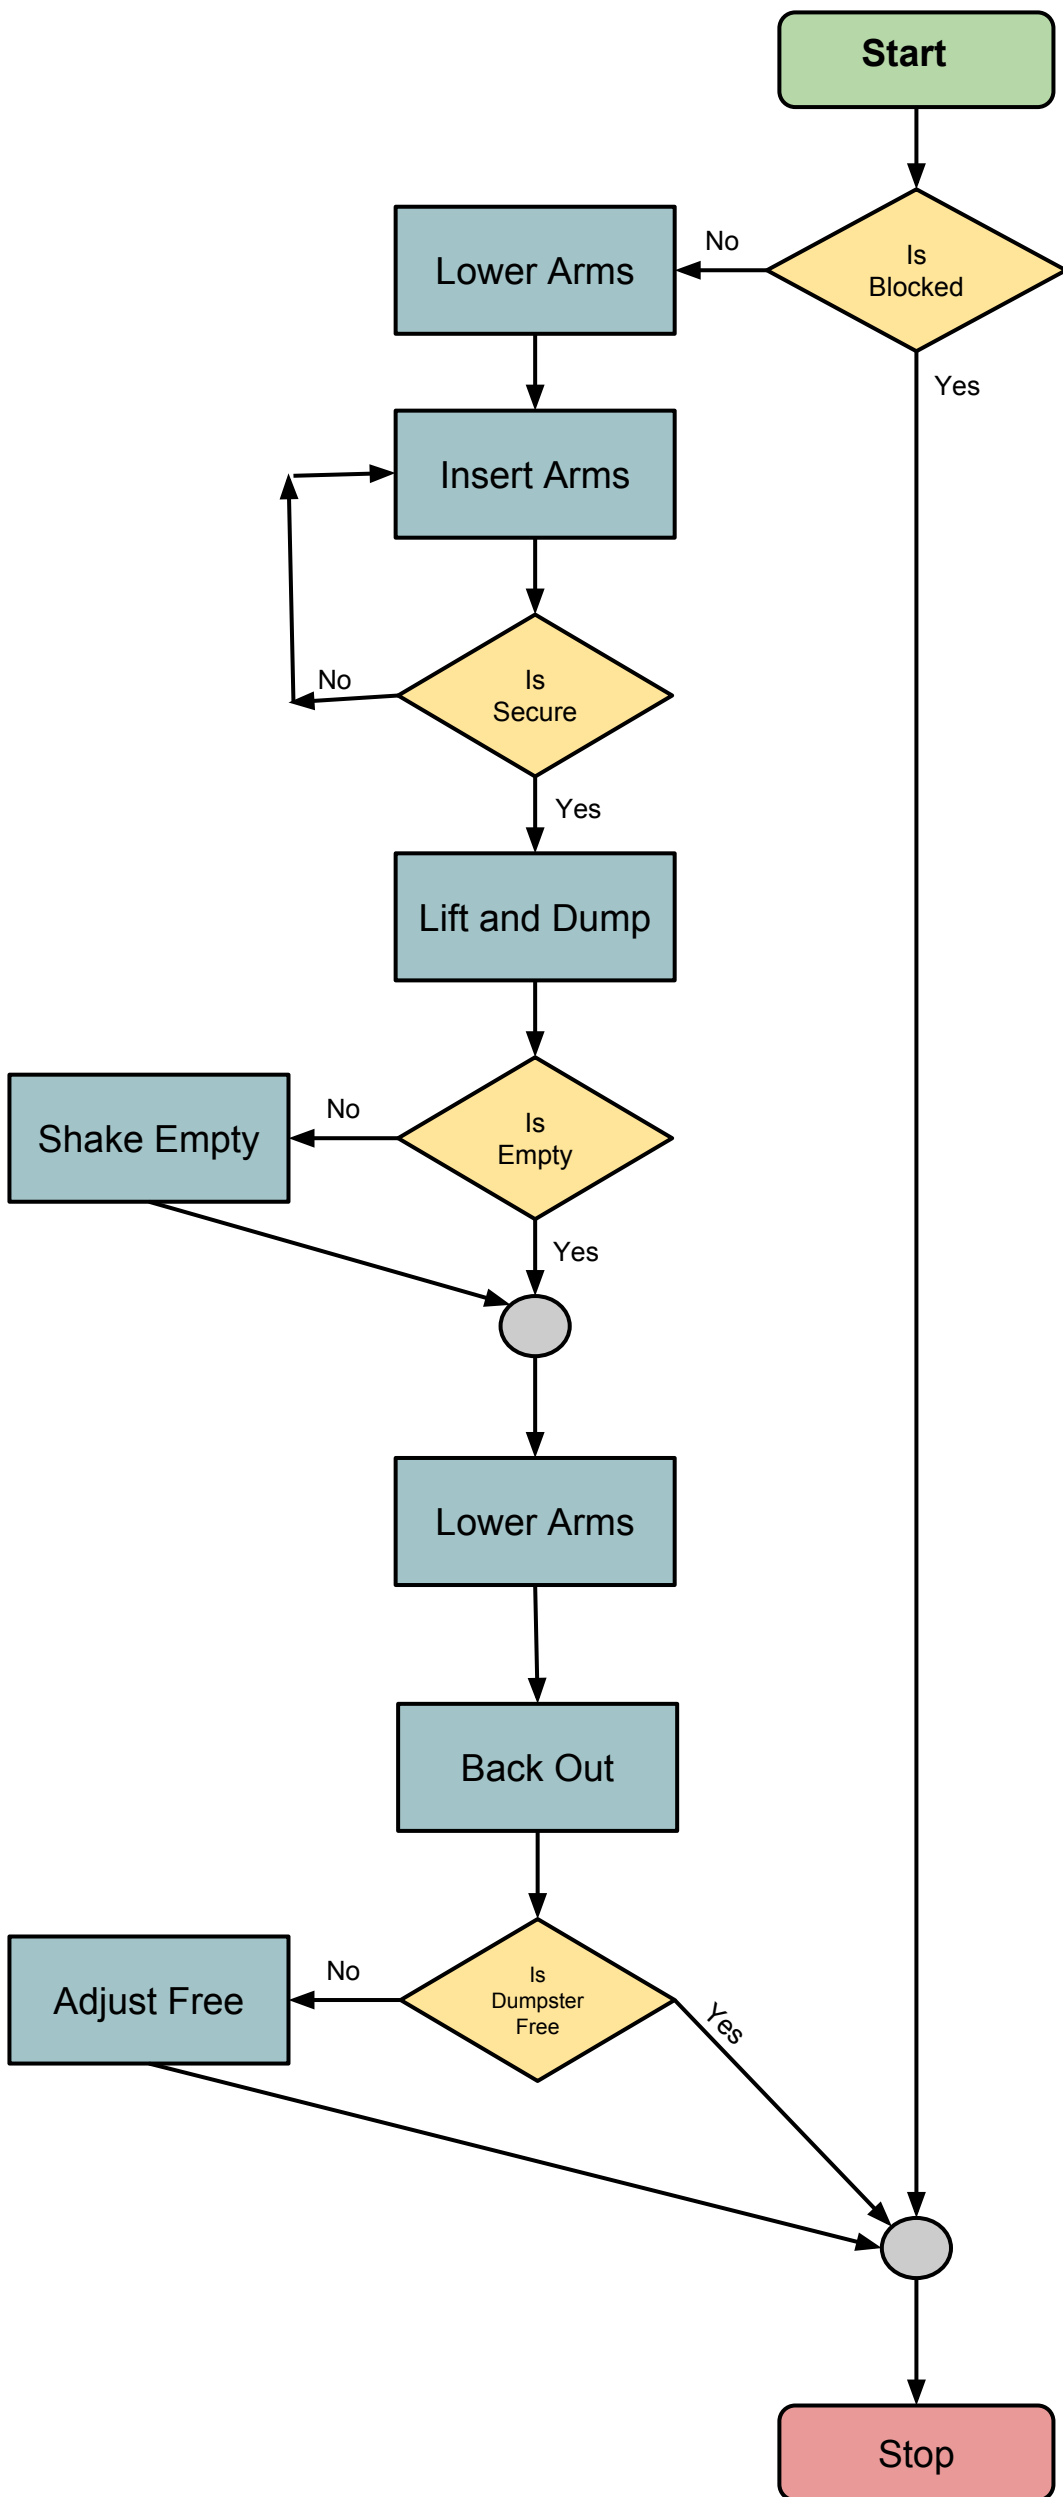 Start
Is
Blocked
No
Yes
Lower Arms
Insert Arms
Is
Secure
No
Yes
Lift and Dump
Is
Empty
No
Shake Empty
Yes
Lower Arms
Back Out
Is
Dumpster
Free
No
Adjust Free
Yes
Stop